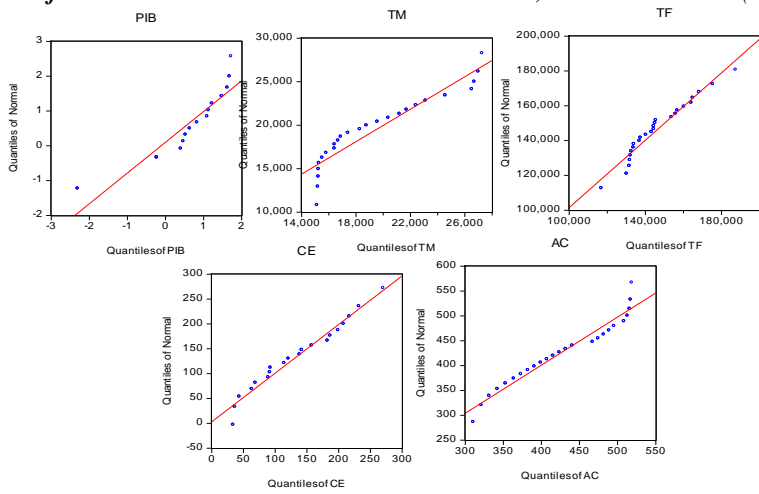 PIB
Quantiles of Normal
3
2
1
0
-1
-2
-3 -2 -1 0 1 2
Quantiles of PIB
TM
Quantiles of Normal
30,000
25,000
20,000
15,000
10,000
14,000 18,000 22,000 26,000
Quantiles of TM
TF
Quantiles of Normal
200,000
180,000
160,000
140,000
120,000
100,000
100,000 140,000 180,000
Quantiles of TF
CE
Quantiles of Normal
300
250
200
150
100
50
0
-50
0 50 100 150 200 250 300
Quantiles of CE
AC
Quantiles of Normal
600
550
500
450
400
350
300
250
300 350 400 450 500 550
Quantiles of AC